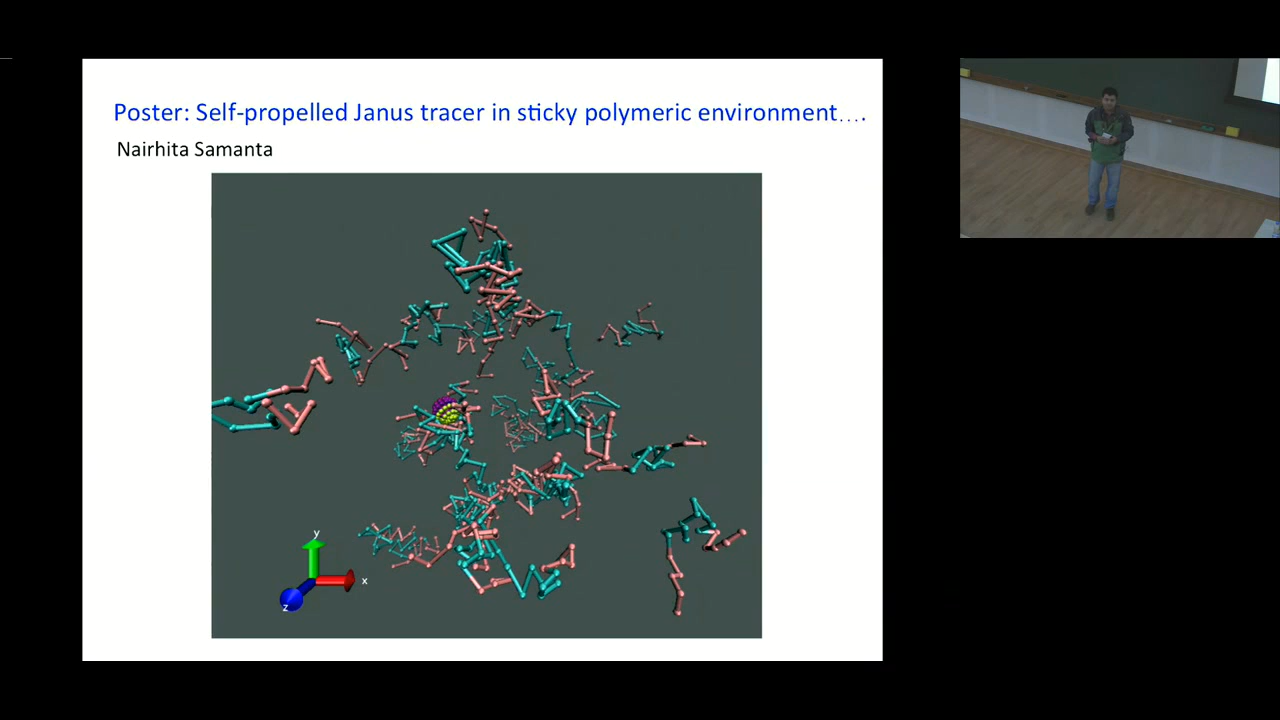 Poster: Self-propelled Janus tracer in sticky polymeric environment....
Nairhita Samanta
y
x
z